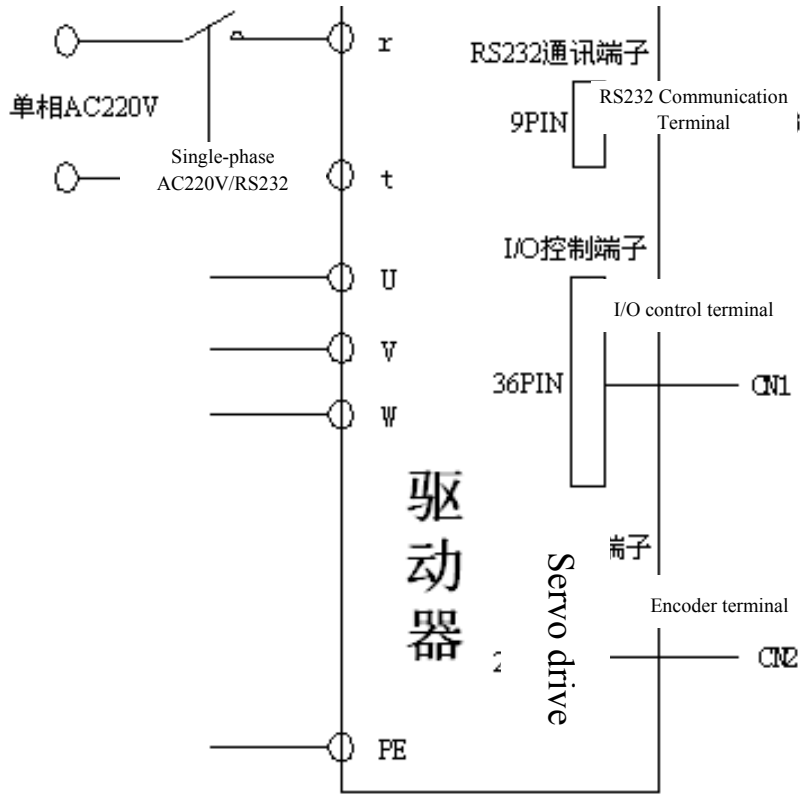 r
RS232通讯端子
单相AC220V
9PIN
RS232 Communication
Terminal
Single-phase
AC220V/RS232
t
I/O控制端子
U
I/O control terminal
V
36PIN
CN1
W
驱动器
端子
Servo drive
Encoder terminal
CN2
PE